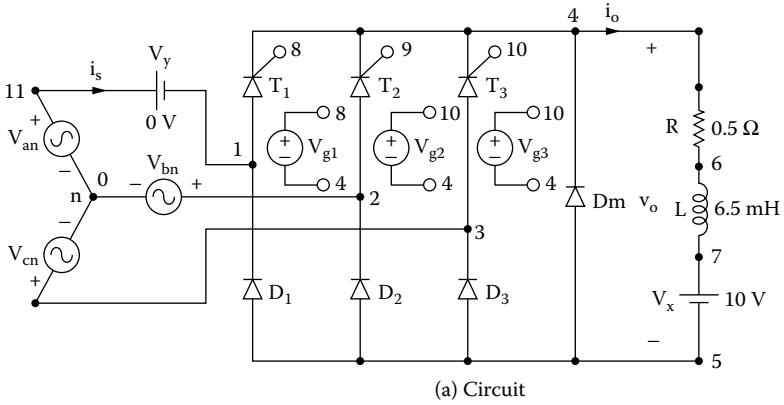 4
i_o
8
9
10
+
V_y
i_s
T_1
T_2
T_3
11
+
V_an
−
0 V
8
10
10
R
0.5 Ω
1
+
−
V_g1
+
−
V_g2
+
−
V_g3
0
V_bn
6
n
−
+
4
4
4
2
Dm
v_o
L
6.5 mH
−
V_cn
+
3
7
D_1
D_2
D_3
V_x
10 V
−
5
(a) Circuit